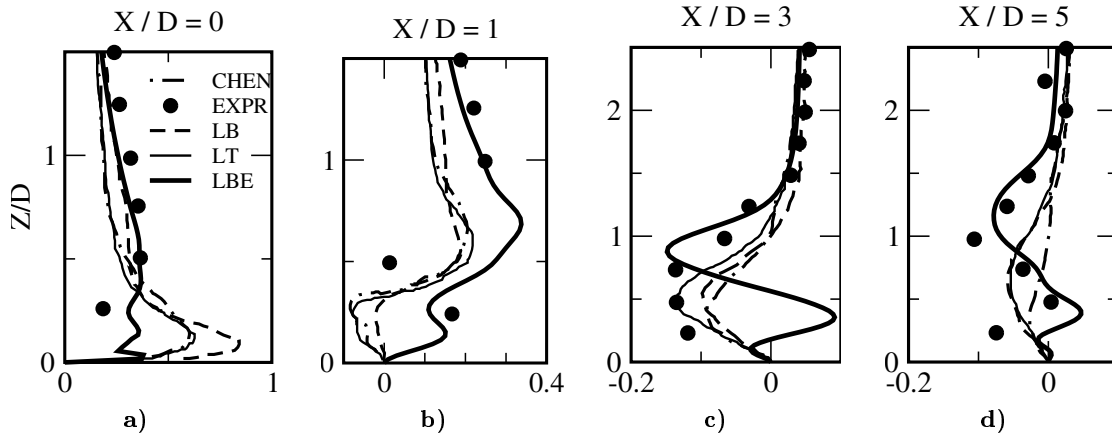 X / D = 0
X / D = 1
X / D = 3
X / D = 5
Z/D
CHEN
EXPR
LB
LT
LBE
1
0
0
1
1
0
0
0.4
2
1
0
-0.2
0
2
1
0
-0.2
0
a)
b)
c)
d)